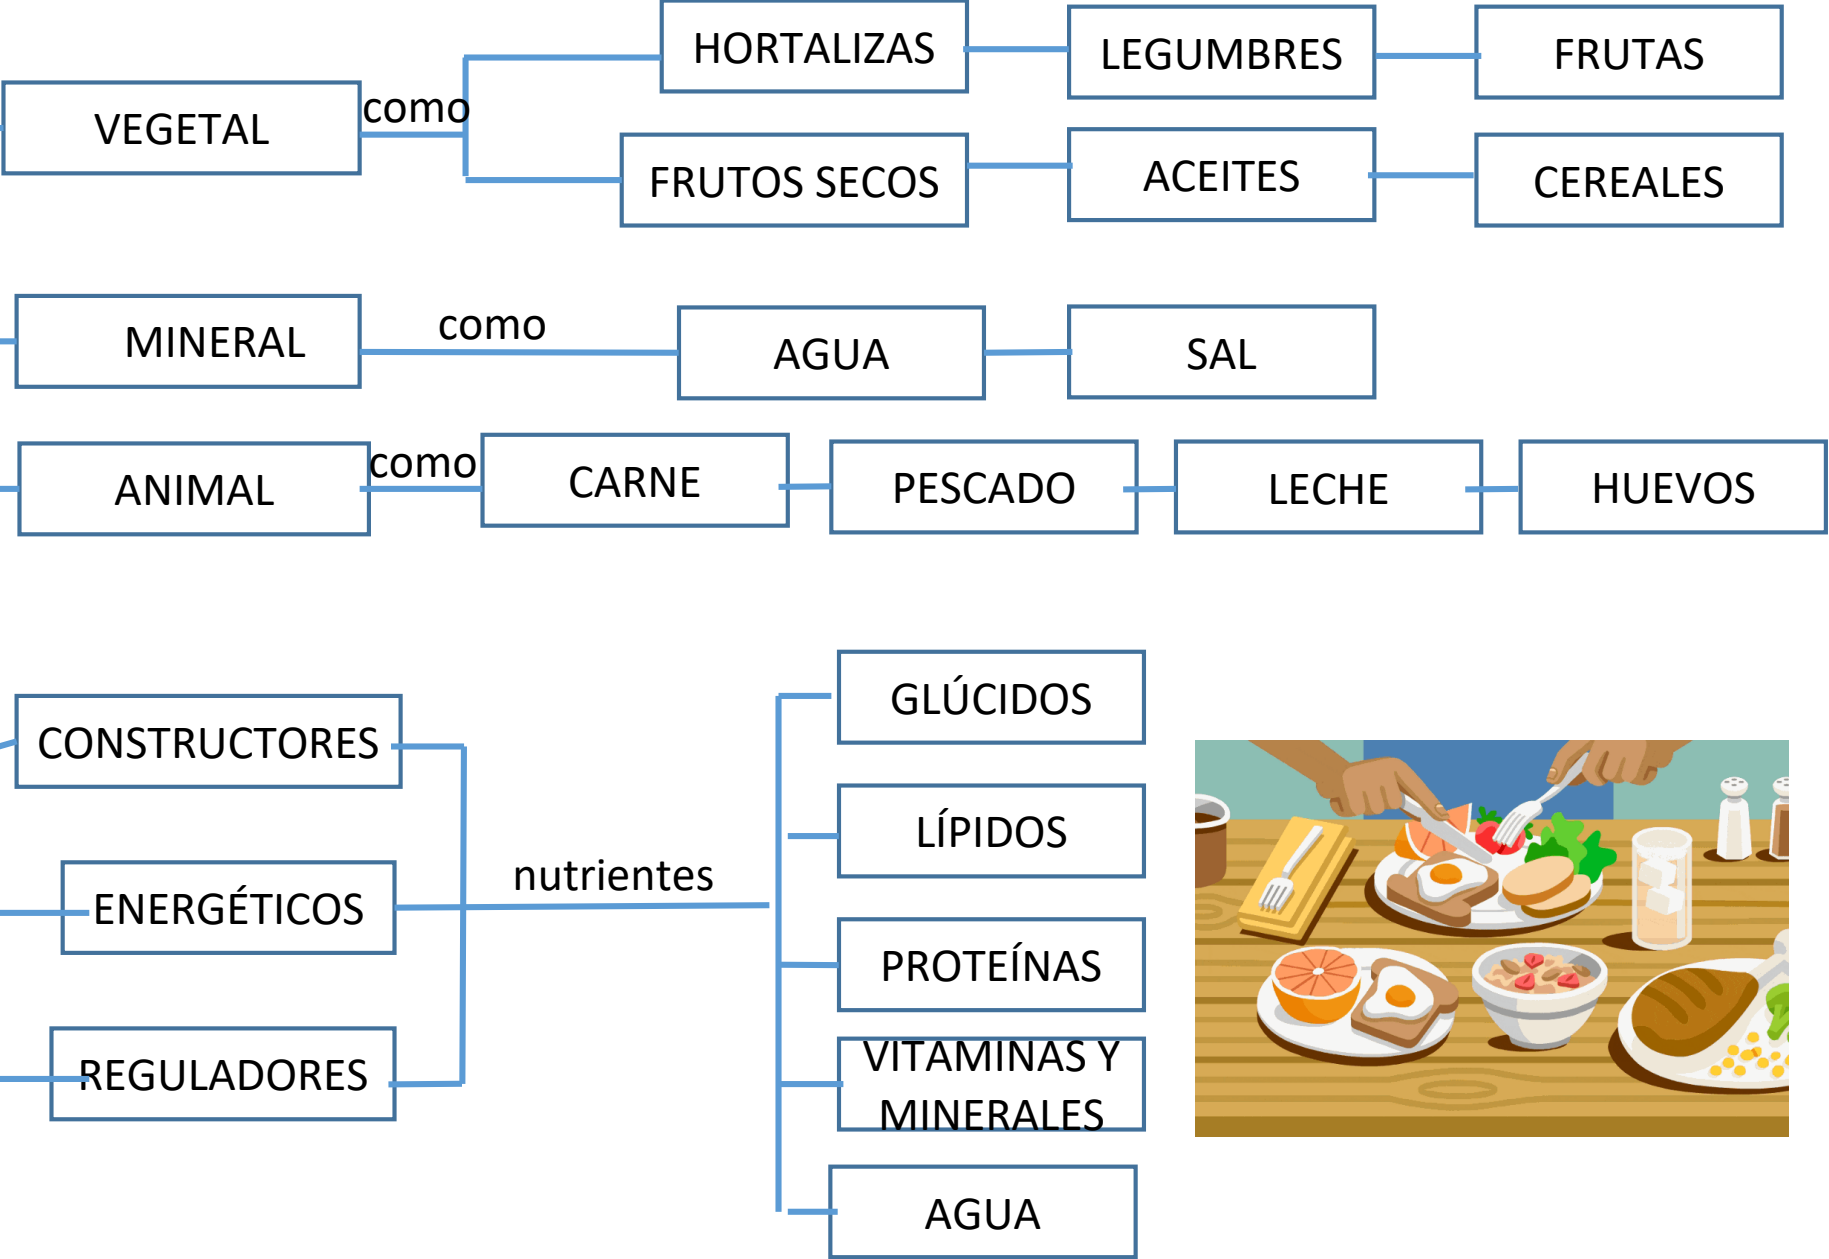 VEGETAL
como
HORTALIZAS
LEGUMBRES
FRUTAS
FRUTOS SECOS
ACEITES
CEREALES
MINERAL
como
AGUA
SAL
ANIMAL
como
CARNE
PESCADO
LECHE
HUEVOS
CONSTRUCTORES
ENERGÉTICOS
REGULADORES
nutrientes
GLÚCIDOS
LÍPIDOS
PROTEÍNAS
VITAMINAS Y
MINERALES
AGUA